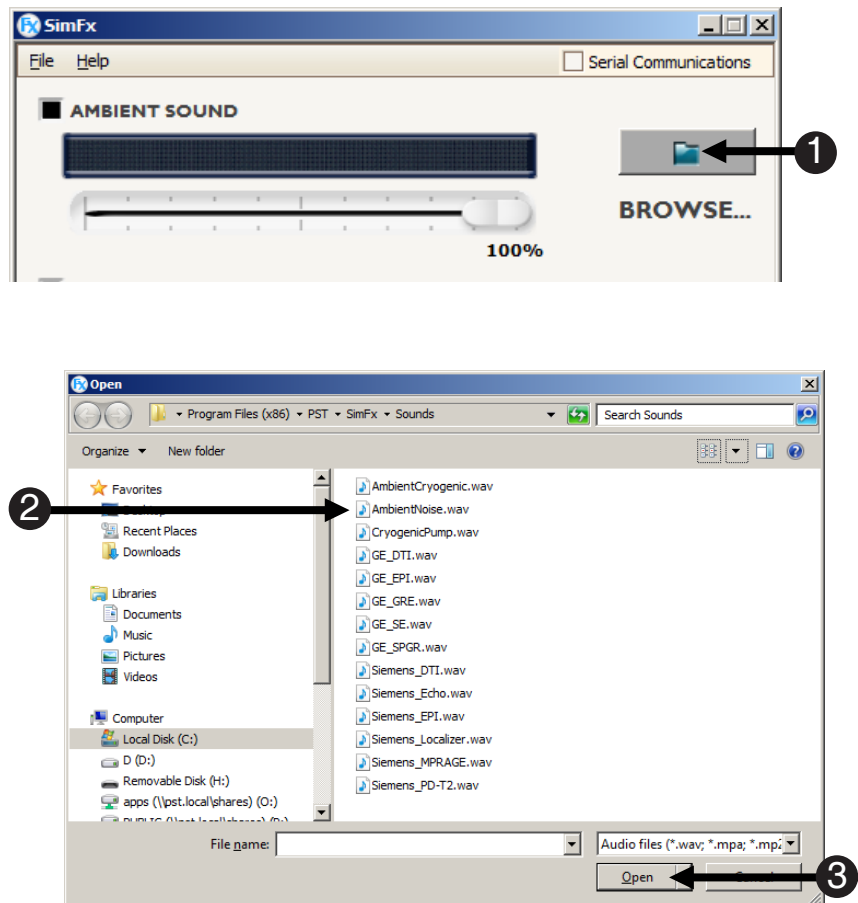 SimFx
File Help Serial Communications
AMBIENT SOUND
1
BROWSE...
100%
Open
Program Files (x86) PST SimFx Sounds Search Sounds
Organize New folder
Favorites
2
Recent Places
Downloads
Libraries
Documents
Music
Pictures
Videos
Computer
Local Disk (C:)
D (D:)
Removable Disk (H:)
apps (\\pst.local\shares) (O:)
AmbientCryogenic.wav
AmbientNoise.wav
CryogenicPump.wav
GE_DTI.wav
GE_EPI.wav
GE_GRE.wav
GE_SE.wav
GE_SPGR.wav
Siemens_DTI.wav
Siemens_Echo.wav
Siemens_EPI.wav
Siemens_Localizer.wav
Siemens_MPRAGE.wav
Siemens_PD-T2.wav
File name: Audio files (*.wav; *.mpa; *.mp2
Open 3